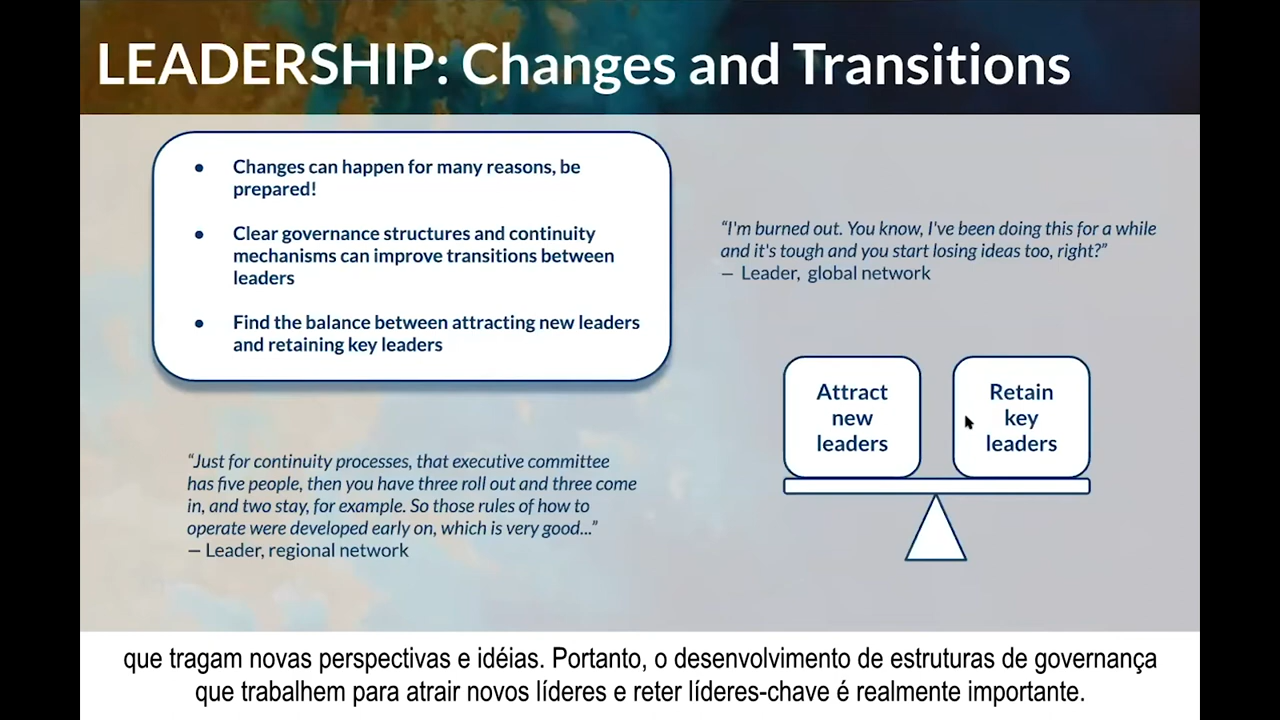 LEADERSHIP: Changes and Transitions
● Changes can happen for many reasons, be
prepared!
● Clear governance structures and continuity
mechanisms can improve transitions between
leaders
● Find the balance between attracting new leaders
and retaining key leaders
“I'm burned out. You know, I've been doing this for a while
and it's tough and you start losing ideas too, right?”
— Leader, global network
Attract
new
leaders
Retain
key
leaders
“Just for continuity processes, that executive committee
has five people, then you have three roll out and three come
in, and two stay, for example. So those rules of how to
operate were developed early on, which is very good...”
— Leader, regional network
que tragam novas perspectivas e idéias. Portanto, o desenvolvimento de estruturas de governança
que trabalhem para atrair novos líderes e reter líderes-chave é realmente importante.